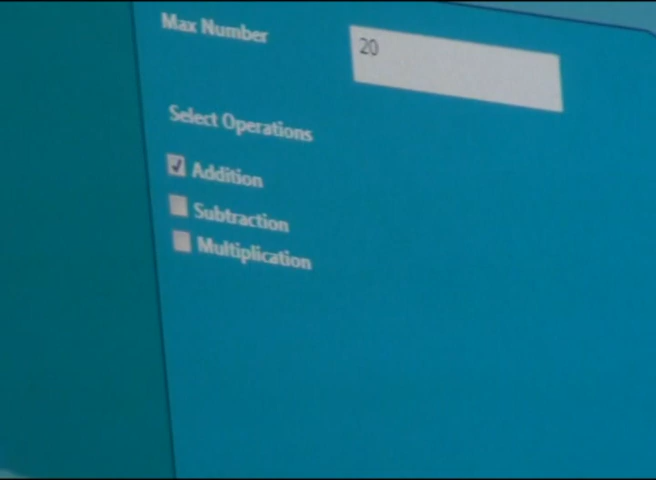 Max Number
20
Select Operations
Addition
Subtraction
Multiplication